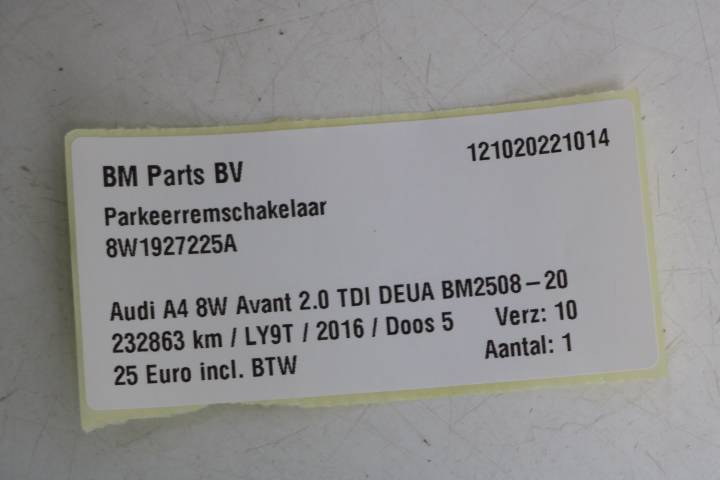 BM Parts BV
121020221014
Parkeerremschakelaar
8W1927225A
Audi A4 8W Avant 2.0 TDI DEUA BM2508-20
232863 km / LY9T / 2016 / Doos 5 Verz: 10
25 Euro incl. BTW Aantal: 1